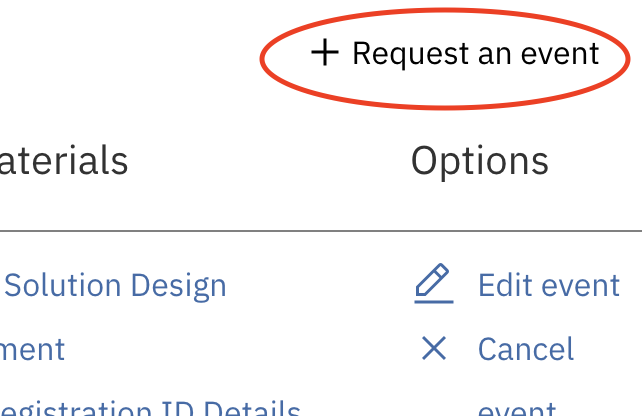 Request an event
aterials Options
Solution Design Edit event
ment Cancel
egistration ID Details event